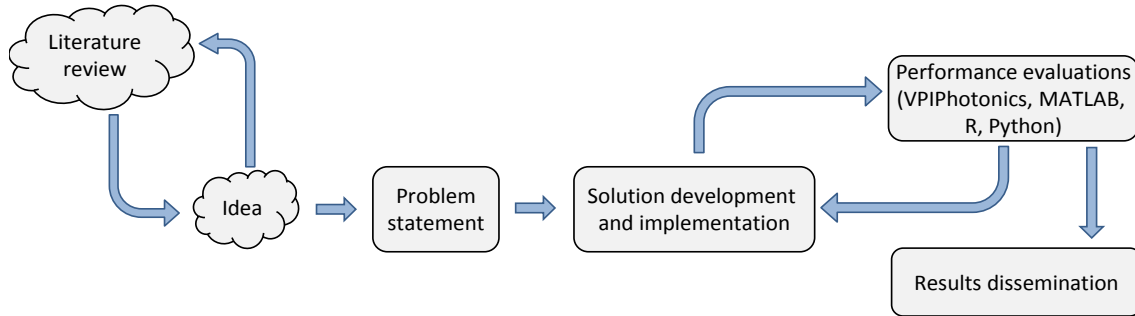 Literature
review
Idea
Problem
statement
Solution development
and implementation
Performance evaluations
(VPIPhotonics, MATLAB,
R, Python)
Results dissemination